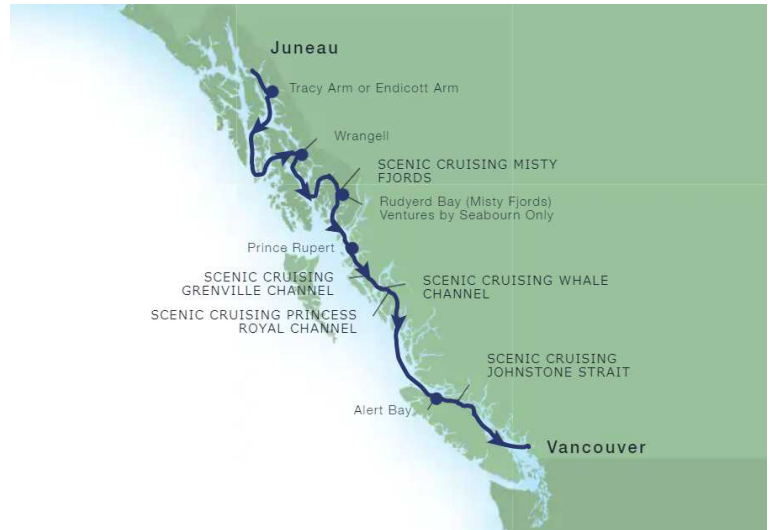 Juneau
Tracy Arm or Endicott Arm
Wrangell
SCENIC CRUISING MISTY
FJORDS
Rudyerd Bay (Misty Fjords)
Ventures by Seabourn Only
Prince Rupert
SCENIC CRUISING
GRENVILLE CHANNEL
SCENIC CRUISING WHALE
CHANNEL
SCENIC CRUISING PRINCESS
ROYAL CHANNEL
SCENIC CRUISING
JOHNSTONE STRAIT
Alert Bay
Vancouver